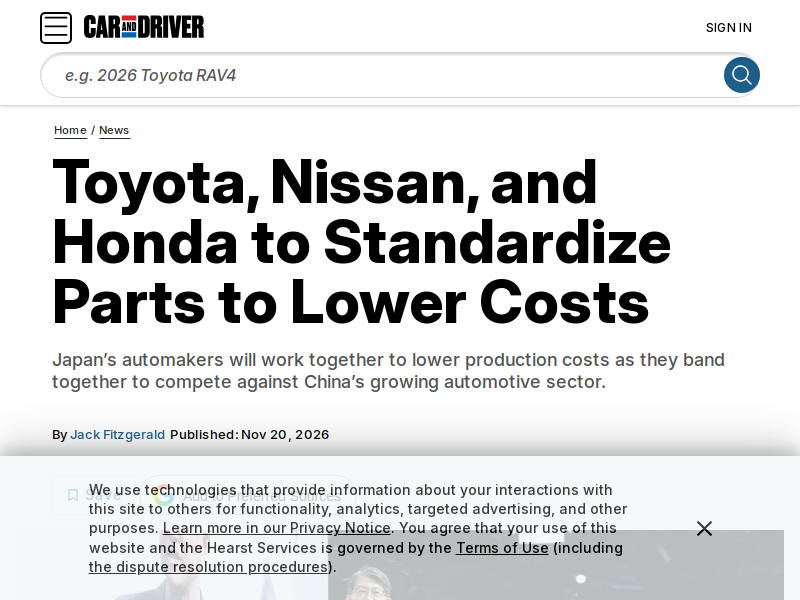 CAR AND DRIVER
SIGN IN
e.g. 2026 Toyota RAV4
Home / News
Toyota, Nissan, and
Honda to Standardize
Parts to Lower Costs
Japan’s automakers will work together to lower production costs as they band
together to compete against China’s growing automotive sector.
By Jack Fitzgerald Published: Nov 20, 2026
Save
Add to Preferred Sources
We use technologies that provide information about your interactions with
this site to others for functionality, analytics, targeted advertising, and other
purposes. Learn more in our Privacy Notice. You agree that your use of this
website and the Hearst Services is governed by the Terms of Use (including
the dispute resolution procedures).